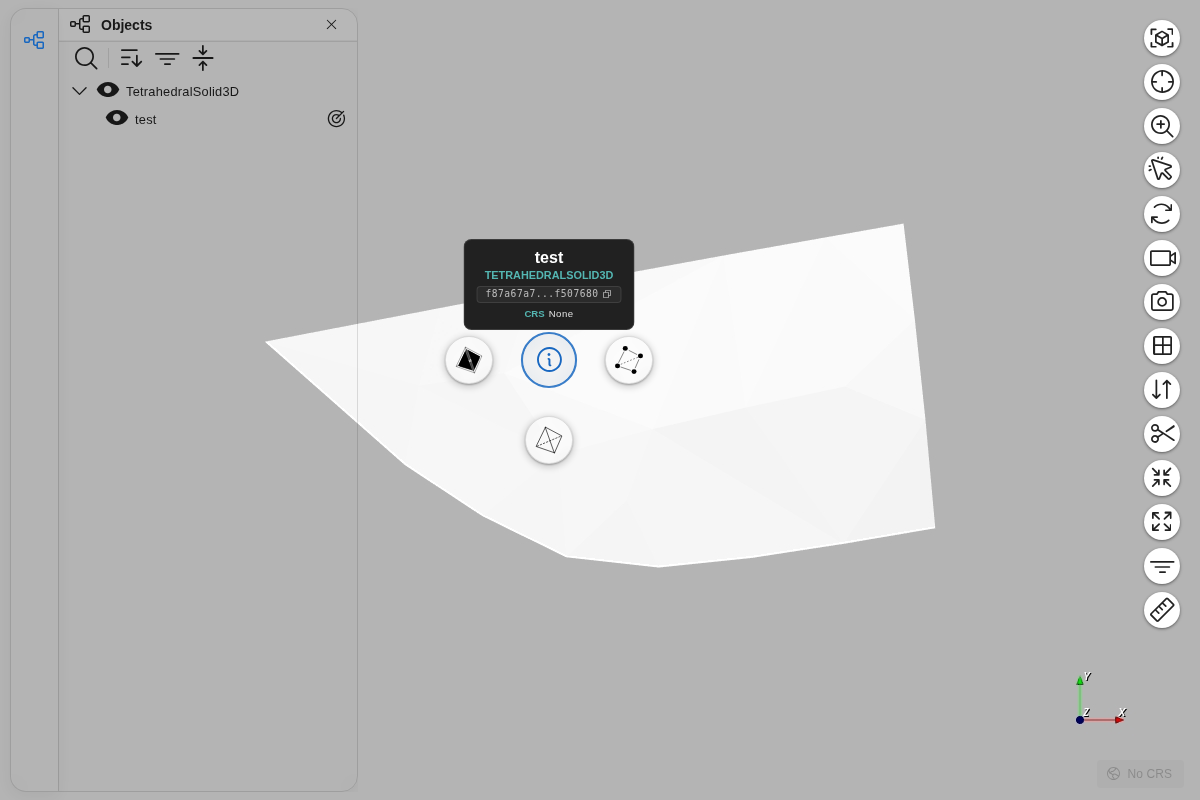 Objects
TetrahedralSolid3D
test
test
TETRAHEDRALSOLID3D
f87a67a7...f507680
CRS None
Y
Z
X
No CRS